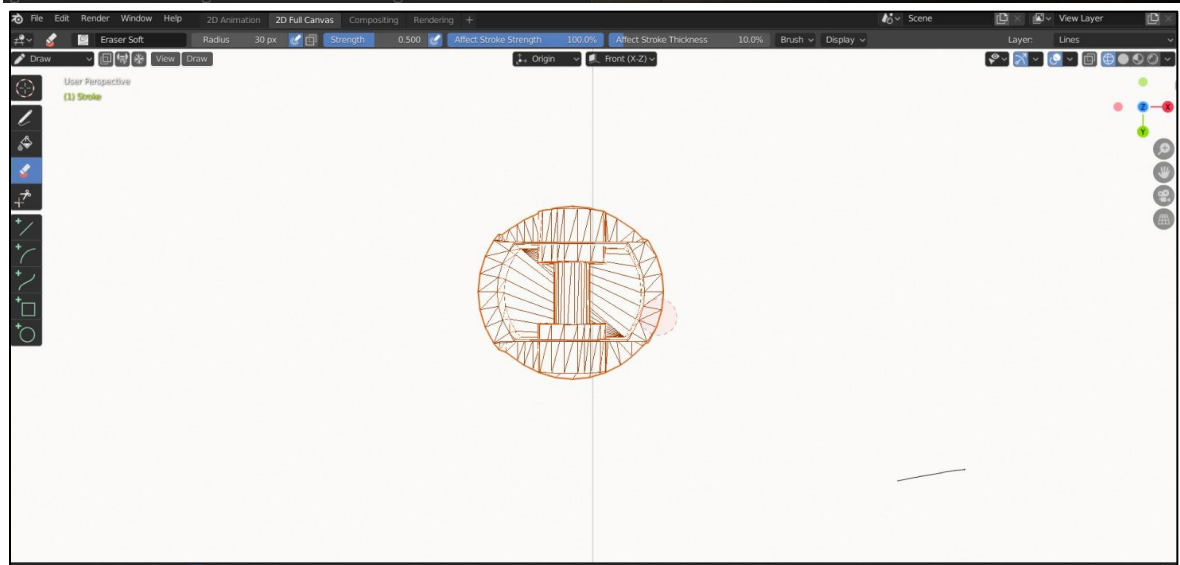 File Edit Render Window Help 2D Animation 2D Full Canvas Compositing Rendering + Scene View Layer
Eraser Soft Radius 30 px Strength 0.500 Affect Stroke Strength 100.0% Affect Stroke Thickness 10.0% Brush Display Layer: Lines
Draw View Draw Origin Front (X-Z)
User Perspective
(1) Stroke
Z X
Y